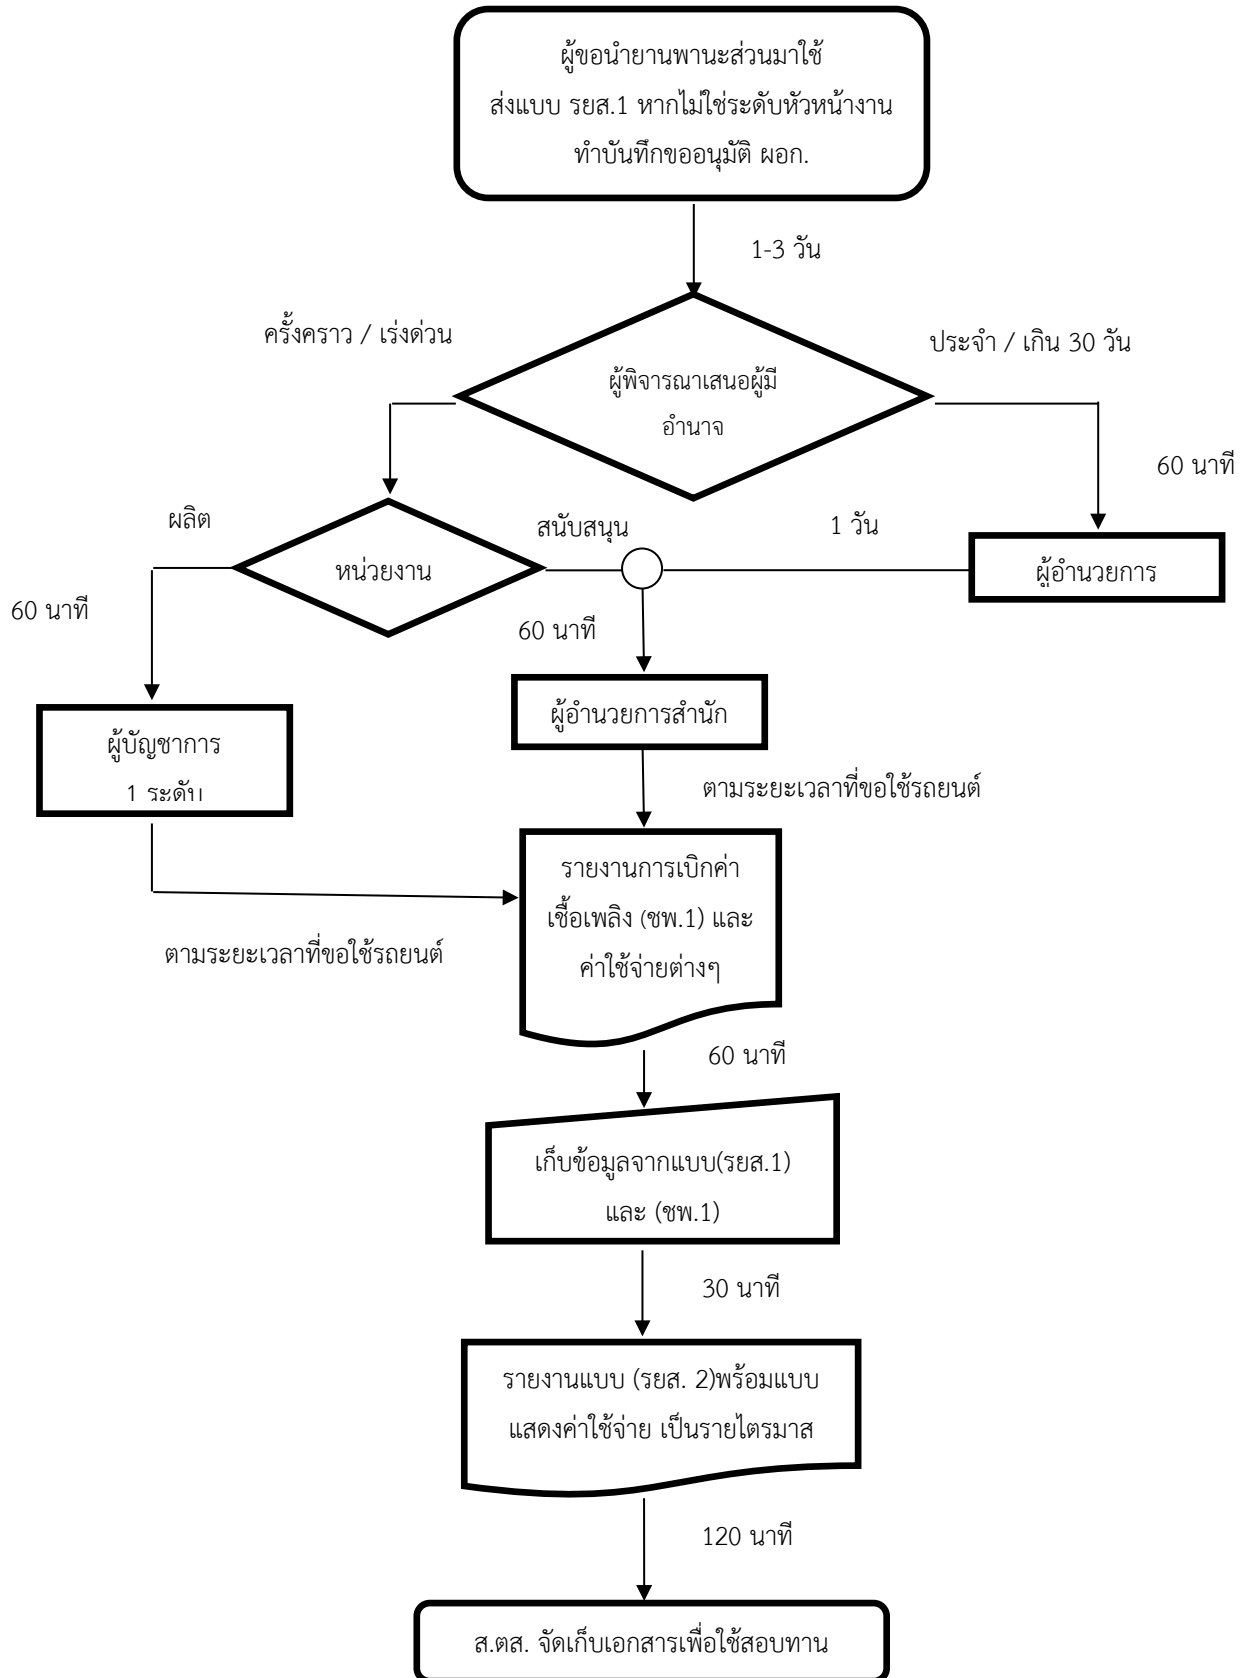 ผู้ขอนำยานพานะส่วนมาใช้
ส่งแบบ รยส.1 หากไม่ใช่ระดับหัวหน้างาน
ทำบันทึกขออนุมัติ ผอก.
1-3 วัน
ครั้งคราว / เร่งด่วน
ประจำ / เกิน 30 วัน
ผู้พิจารณาเสนอผู้มี
อำนาจ
60 นาที
ผลิต
สนับสนุน
1 วัน
หน่วยงาน
ผู้อำนวยการ
60 นาที
60 นาที
ผู้อำนวยการสำนัก
ผู้บัญชาการ
1 ระดับ
ตามระยะเวลาที่ขอใช้รถยนต์
รายงานการเบิกค่า
เชื้อเพลิง (ชพ.1) และ
ค่าใช้จ่ายต่างๆ
ตามระยะเวลาที่ขอใช้รถยนต์
60 นาที
เก็บข้อมูลจากแบบ(รยส.1)
และ (ชพ.1)
30 นาที
รายงานแบบ (รยส. 2)พร้อมแบบ
แสดงค่าใช้จ่าย เป็นรายไตรมาส
120 นาที
ส.ตส. จัดเก็บเอกสารเพื่อใช้สอบทาน